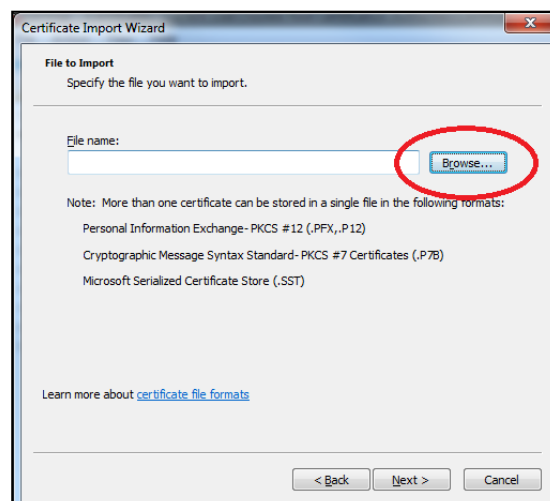 Certificate Import Wizard
File to Import
Specify the file you want to import.
File name:
Browse...
Note: More than one certificate can be stored in a single file in the following formats:
Personal Information Exchange- PKCS #12 (.PFX,.P12)
Cryptographic Message Syntax Standard- PKCS #7 Certificates (.P7B)
Microsoft Serialized Certificate Store (.SST)
Learn more about certificate file formats
< Back Next > Cancel